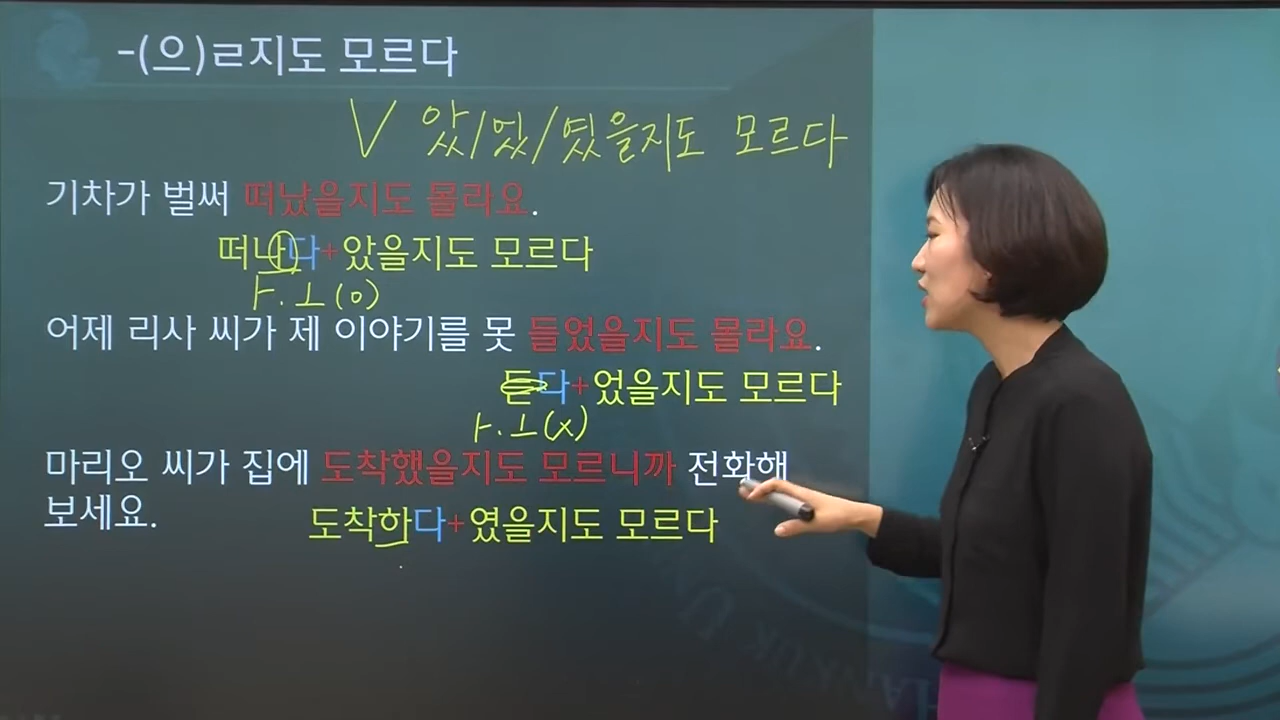 -(으)ㄹ지도 모르다
V 았/었/였을지도 모르다
기차가 벌써 떠났을지도 몰라요.
떠나다+았을지도 모르다
ㅏ.ㅗ(o)
어제 리사 씨가 제 이야기를 못 들었을지도 몰라요.
듣다+었을지도 모르다
ㅏ.ㅗ(x)
마리오 씨가 집에 도착했을지도 모르니까 전화해
보세요.
도착하다+였을지도 모르다